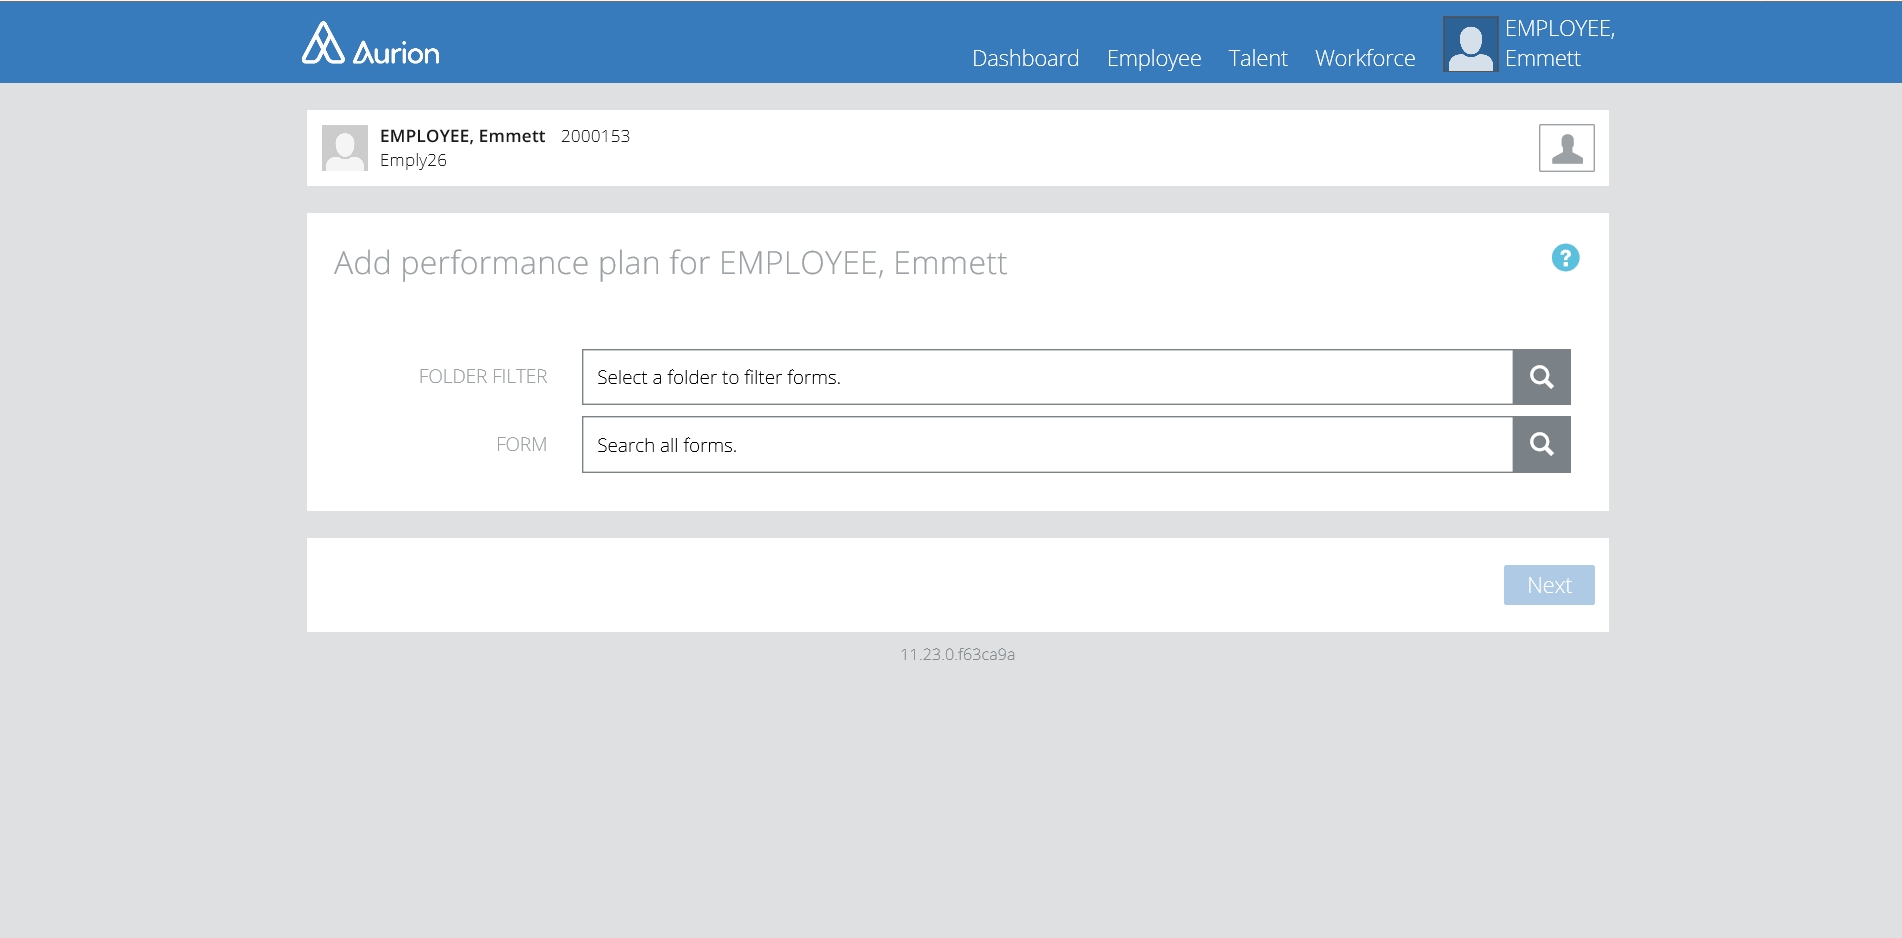 Aurion
Dashboard Employee Talent Workforce
EMPLOYEE,
Emmett
EMPLOYEE, Emmett 2000153
Emply26
Add performance plan for EMPLOYEE, Emmett
?
FOLDER FILTER Select a folder to filter forms.
FORM Search all forms.
Next
11.23.0.f63ca9a